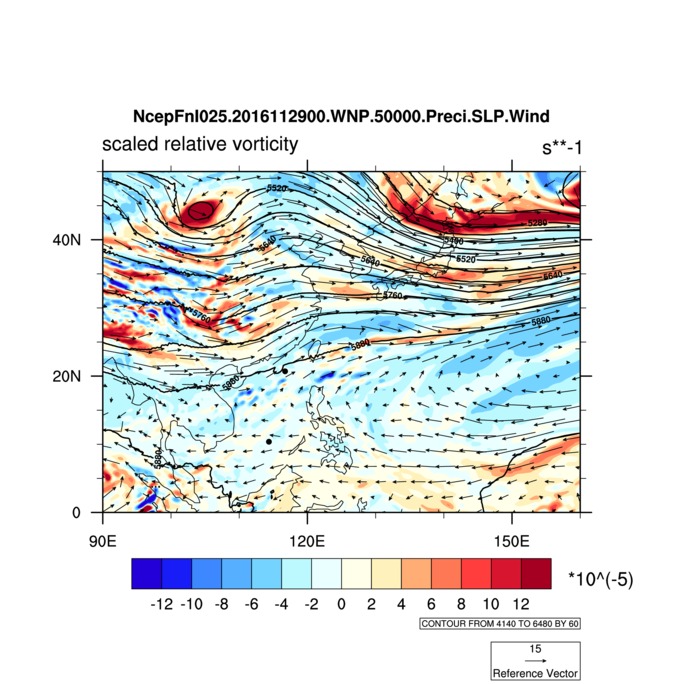 NcepFnl025.2016112900.WNP.50000.Preci.SLP.Wind
scaled relative vorticity s**-1
5520
5280
40N
5640
5400
5520
5640
5640
5760
5760
5880
5880
20N
5880
5880
0
90E 120E 150E
-12 -10 -8 -6 -4 -2 0 2 4 6 8 10 12 *10^(-5)
CONTOUR FROM 4140 TO 6480 BY 60
15
Reference Vector